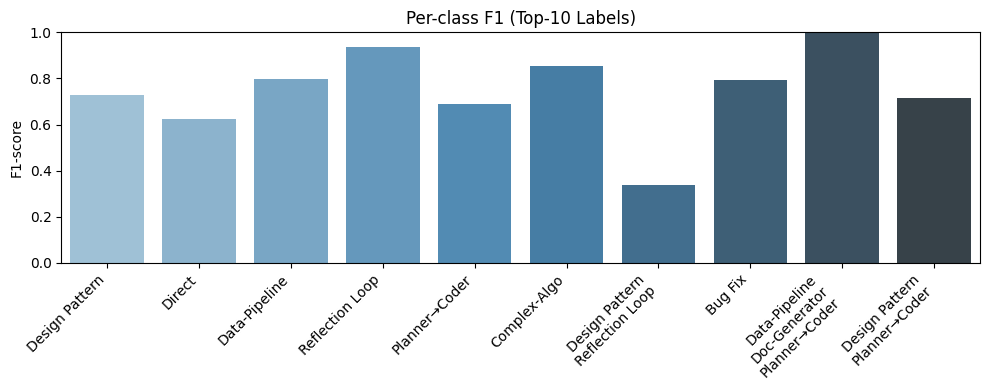 Per-class F1 (Top-10 Labels)
F1-score
1.0
0.8
0.6
0.4
0.2
0.0
Design Pattern
Direct
Data-Pipeline
Reflection Loop
Planner→Coder
Complex-Algo
Design Pattern
Reflection Loop
Bug Fix
Data-Pipeline
Doc-Generator
Planner→Coder
Design Pattern
Planner→Coder